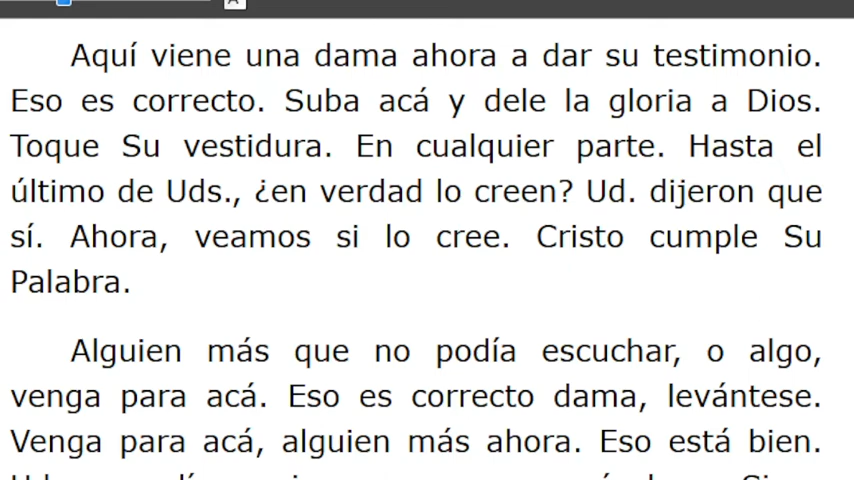 Aquí viene una dama ahora a dar su testimonio.
Eso es correcto. Suba acá y dele la gloria a Dios.
Toque Su vestidura. En cualquier parte. Hasta el
último de Uds., ¿en verdad lo creen? Ud. dijeron que
sí. Ahora, veamos si lo cree. Cristo cumple Su
Palabra.
Alguien más que no podía escuchar, o algo,
venga para acá. Eso es correcto dama, levántese.
Venga para acá, alguien más ahora. Eso está bien.